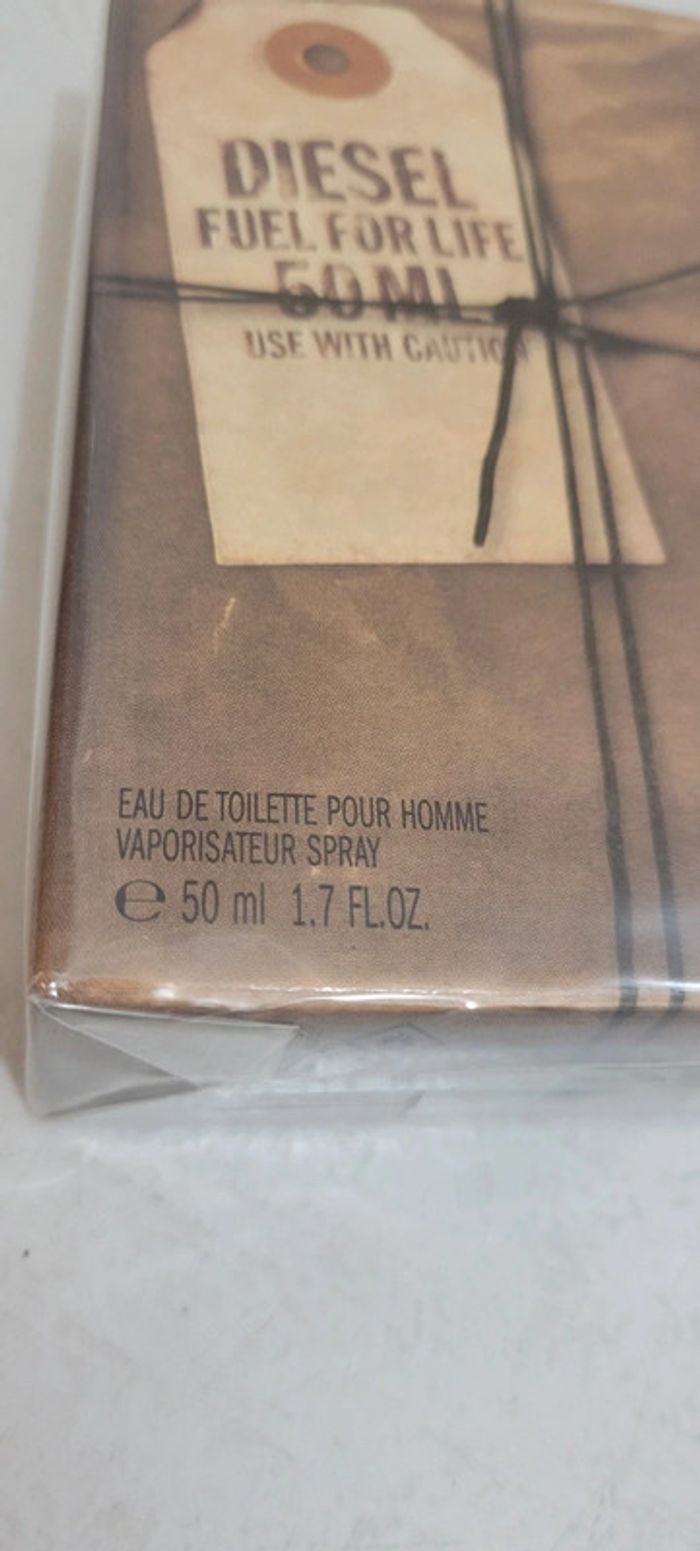 DIESEL
FUEL FOR LIFE
50 ML
USE WITH CAUTION
EAU DE TOILETTE POUR HOMME
VAPORISATEUR SPRAY
℮ 50 ml 1.7 FL.OZ.